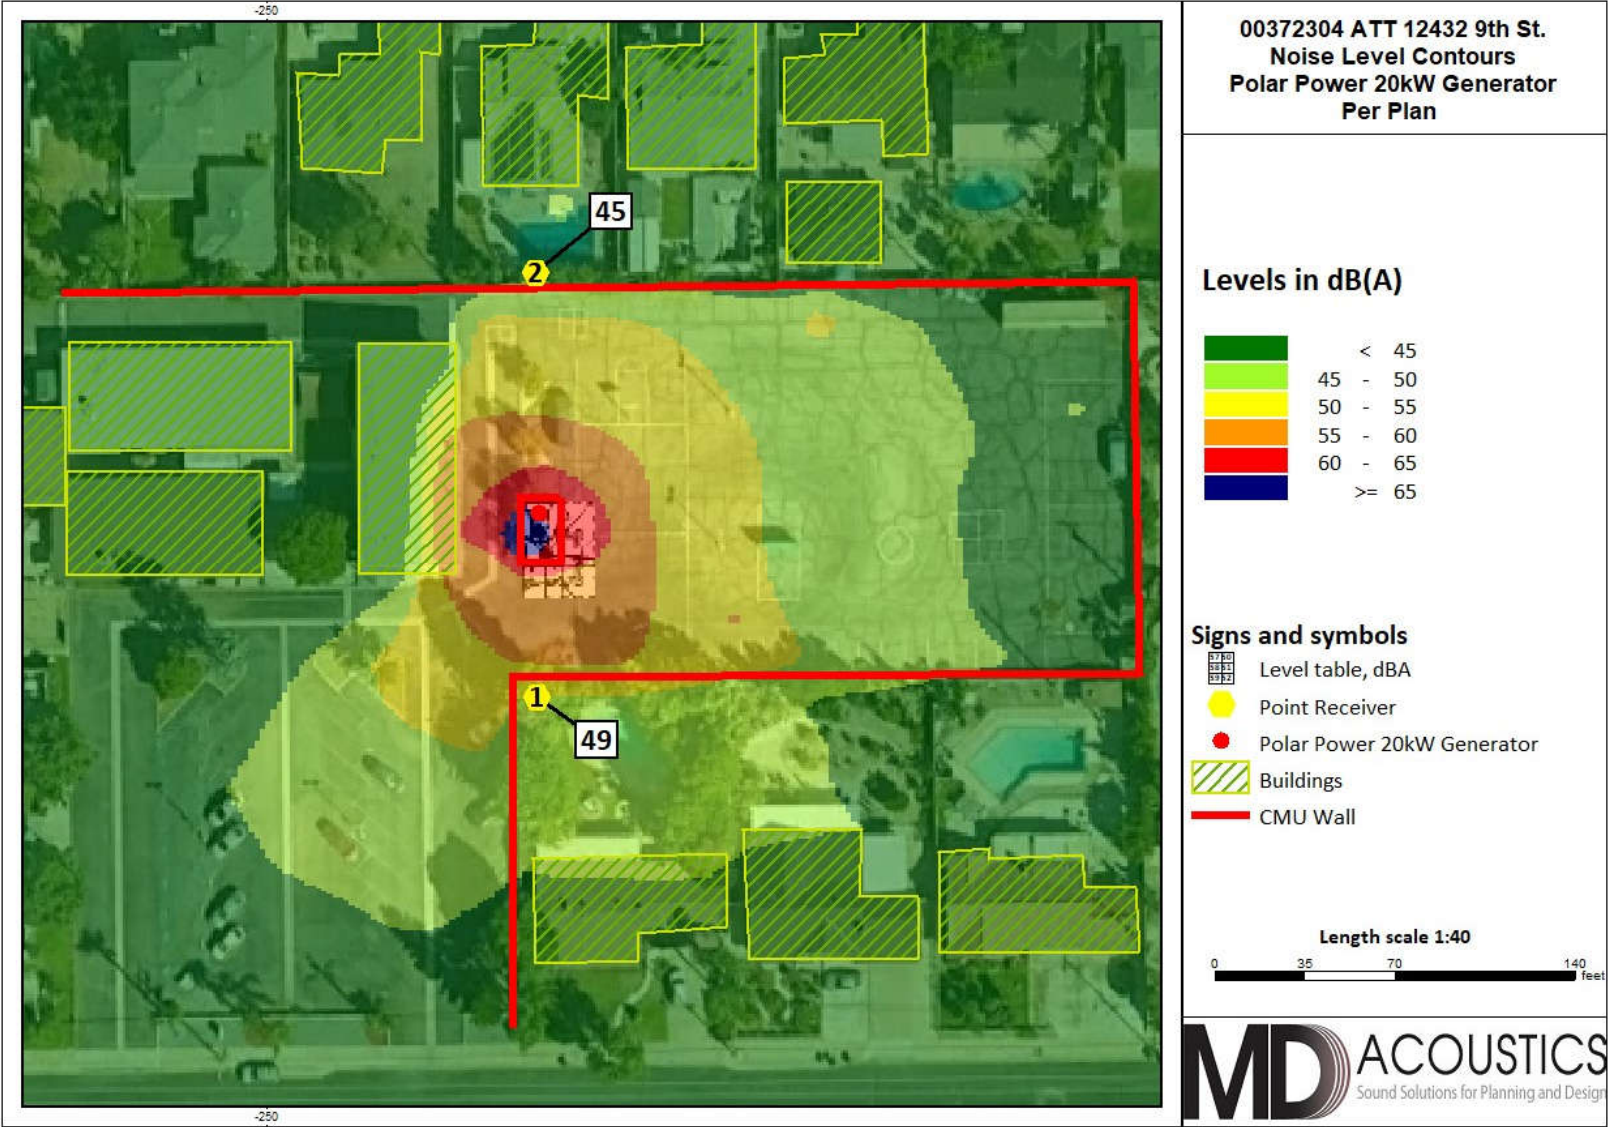 -250
00372304 ATT 12432 9th St.
Noise Level Contours
Polar Power 20kW Generator
Per Plan
45
2
1
49
Levels in dB(A)
< 45
45 - 50
50 - 55
55 - 60
60 - 65
>= 65
Signs and symbols
Level table, dBA
Point Receiver
Polar Power 20kW Generator
Buildings
CMU Wall
Length scale 1:40
0 35 70 140
feet
-250
MD ACOUSTICS
Sound Solutions for Planning and Design